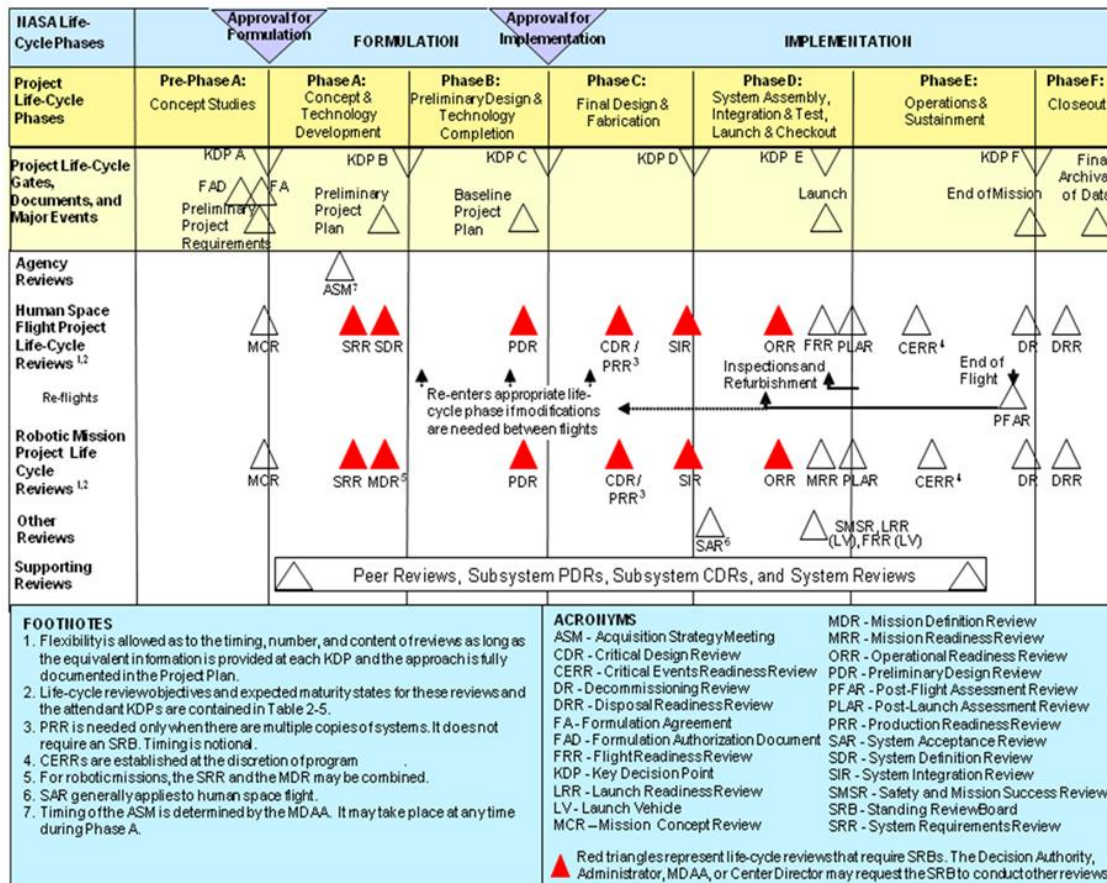 NASA Life-
Cycle Phases
Approval for
Formulation
FORMULATION
Approval for
Implementation
IMPLEMENTATION
Project
Life-Cycle
Phases
Pre-Phase A:
Concept Studies
Phase A:
Concept &
Technology
Development
Phase B:
Preliminary Design &
Technology
Completion
Phase C:
Final Design &
Fabrication
Phase D:
System Assembly,
Integration & Test,
Launch & Checkout
Phase E:
Operations &
Sustainment
Phase F:
Closeout
Project Life-Cycle
Gates,
Documents, and
Major Events
KDP A
KDP B
KDP C
KDP D
KDP E
KDP F
FAD
FA
Preliminary
Project
Requirements
Preliminary
Project
Plan
Baseline
Project
Plan
Launch
End of Mission
Final
Archival
of Data
Agency
Reviews
ASM7
Human Space
Flight Project
Life-Cycle
Reviews 1,2
MCR
SRR SDR
PDR
CDR /
PRR3
SIR
ORR
FRR PLAR
CERR4
DR
DRR
Re-flights
Re-enters appropriate life-
cycle phase if modifications
are needed between flights
Inspections and
Refurbishment
End of
Flight
PFAR
Robotic Mission
Project Life
Cycle
Reviews 1,2
MCR
SRR MDR5
PDR
CDR/
PRR3
SIR
ORR
MRR PLAR
CERR4
DR
DRR
Other
Reviews
SAR6
SMSR, LRR
(LV), FRR (LV)
Supporting
Reviews
Peer Reviews, Subsystem PDRs, Subsystem CDRs, and System Reviews
FOOTNOTES
1. Flexibility is allowed as to the timing, number, and content of reviews as long as
the equivalent information is provided at each KDP and the approach is fully
documented in the Project Plan.
2. Life-cycle review objectives and expected maturity states for these reviews and
the attendant KDPs are contained in Table 2-5.
3. PRR is needed only when there are multiple copies of systems. It does not
require an SRB. Timing is notional.
4. CERRs are established at the discretion of program .
5. For robotic missions, the SRR and the MDR may be combined.
6. SAR generally applies to human space flight.
7. Timing of the ASM is determined by the MDAA. It may take place at any time
during Phase A.
ACRONYMS
ASM - Acquisition Strategy Meeting
CDR - Critical Design Review
CERR - Critical Events Readiness Review
DR - Decommissioning Review
DRR - Disposal Readiness Review
FA - Formulation Agreement
FAD - Formulation Authorization Document
FRR - Flight Readiness Review
KDP - Key Decision Point
LRR - Launch Readiness Review
LV - Launch Vehicle
MCR – Mission Concept Review
MDR - Mission Definition Review
MRR - Mission Readiness Review
ORR - Operational Readiness Review
PDR - Preliminary Design Review
PFAR - Post-Flight Assessment Review
PLAR - Post-Launch Assessment Review
PRR - Production Readiness Review
SAR - System Acceptance Review
SDR - System Definition Review
SIR - System Integration Review
SMSR - Safety and Mission Success Review
SRB - Standing Review Board
SRR - System Requirements Review
Red triangles represent life-cycle reviews that require SRBs. The Decision Authority,
Administrator, MDAA, or Center Director may request the SRB to conduct other reviews